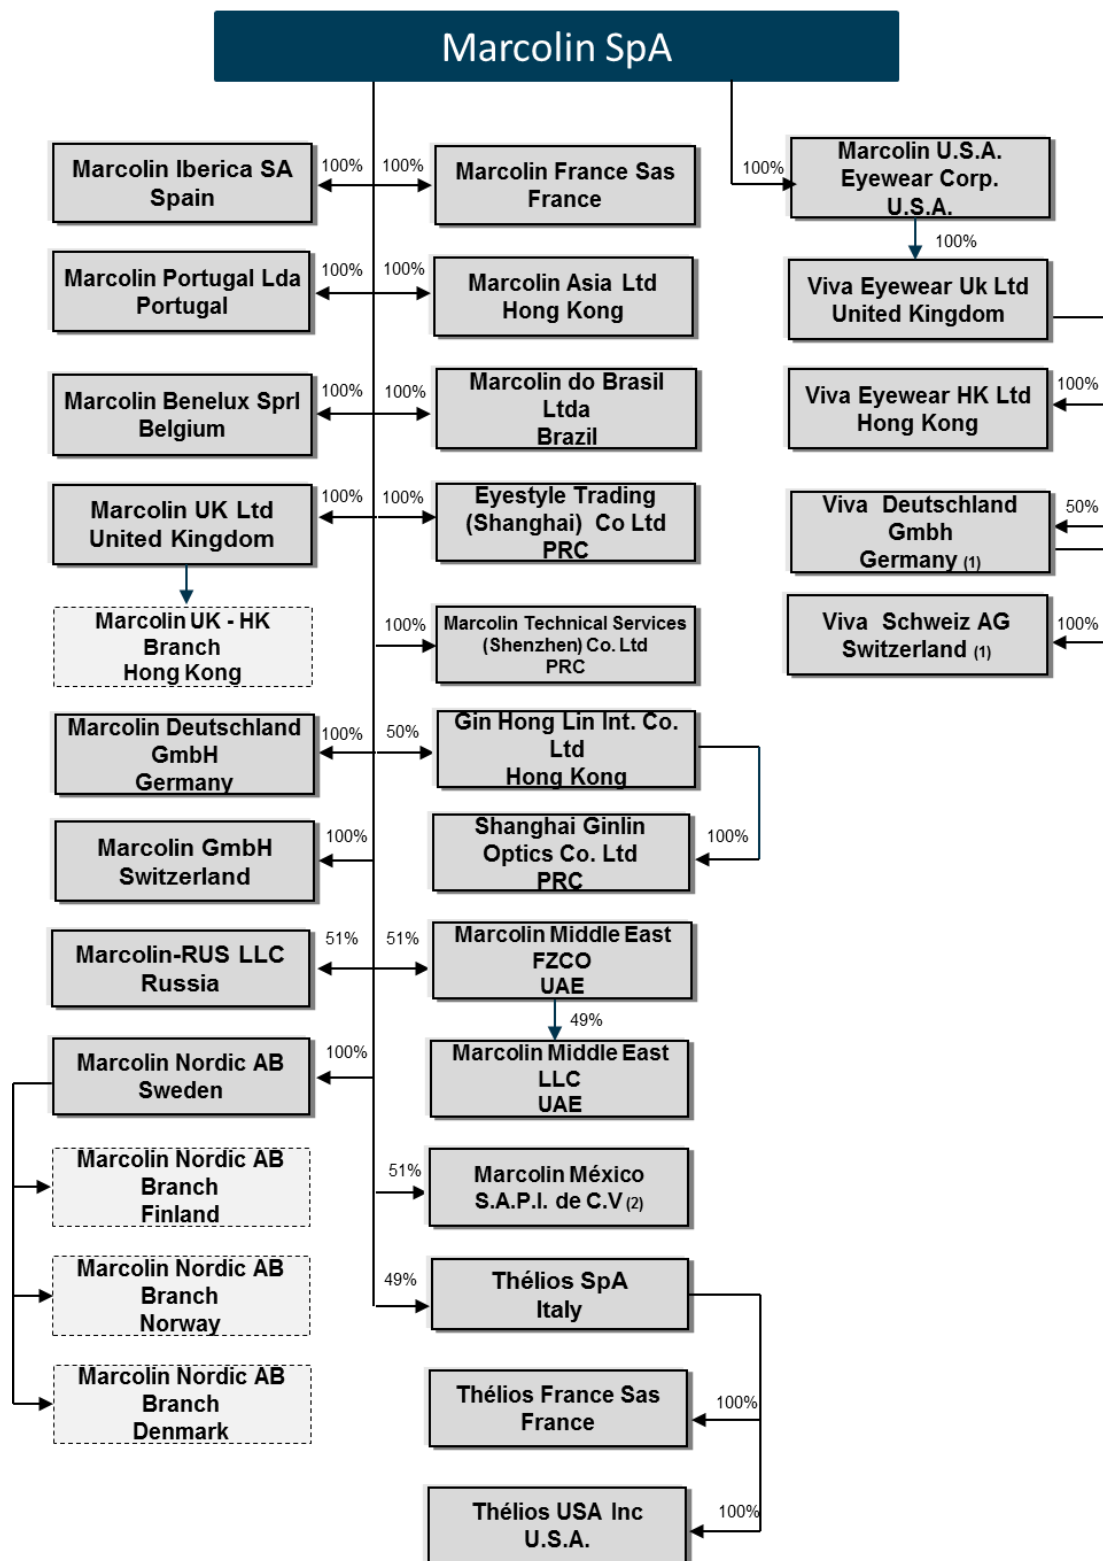 Marcolin SpA
Marcolin Iberica SA
Spain
100%
100%
Marcolin France Sas
France
100%
Marcolin U.S.A.
Eyewear Corp.
U.S.A.
100%
Marcolin Portugal Lda
Portugal
100%
100%
Marcolin Asia Ltd
Hong Kong
Viva Eyewear Uk Ltd
United Kingdom
Marcolin Benelux Sprl
Belgium
100%
100%
Marcolin do Brasil
Ltda
Brazil
Viva Eyewear HK Ltd
Hong Kong
100%
Marcolin UK Ltd
United Kingdom
100%
100%
Eyestyle Trading
(Shanghai) Co Ltd
PRC
Viva Deutschland
Gmbh
Germany (1)
50%
Marcolin UK - HK
Branch
Hong Kong
100%
Marcolin Technical Services
(Shenzhen) Co. Ltd
PRC
Viva Schweiz AG
Switzerland (1)
100%
Marcolin Deutschland
GmbH
Germany
100%
50%
Gin Hong Lin Int. Co.
Ltd
Hong Kong
Marcolin GmbH
Switzerland
100%
Shanghai Ginlin
Optics Co. Ltd
PRC
100%
Marcolin-RUS LLC
Russia
51%
51%
Marcolin Middle East
FZCO
UAE
49%
Marcolin Nordic AB
Sweden
100%
Marcolin Middle East
LLC
UAE
Marcolin Nordic AB
Branch
Finland
51%
Marcolin México
S.A.P.I. de C.V (2)
Marcolin Nordic AB
Branch
Norway
49%
Thélios SpA
Italy
Marcolin Nordic AB
Branch
Denmark
Thélios France Sas
France
100%
Thélios USA Inc
U.S.A.
100%